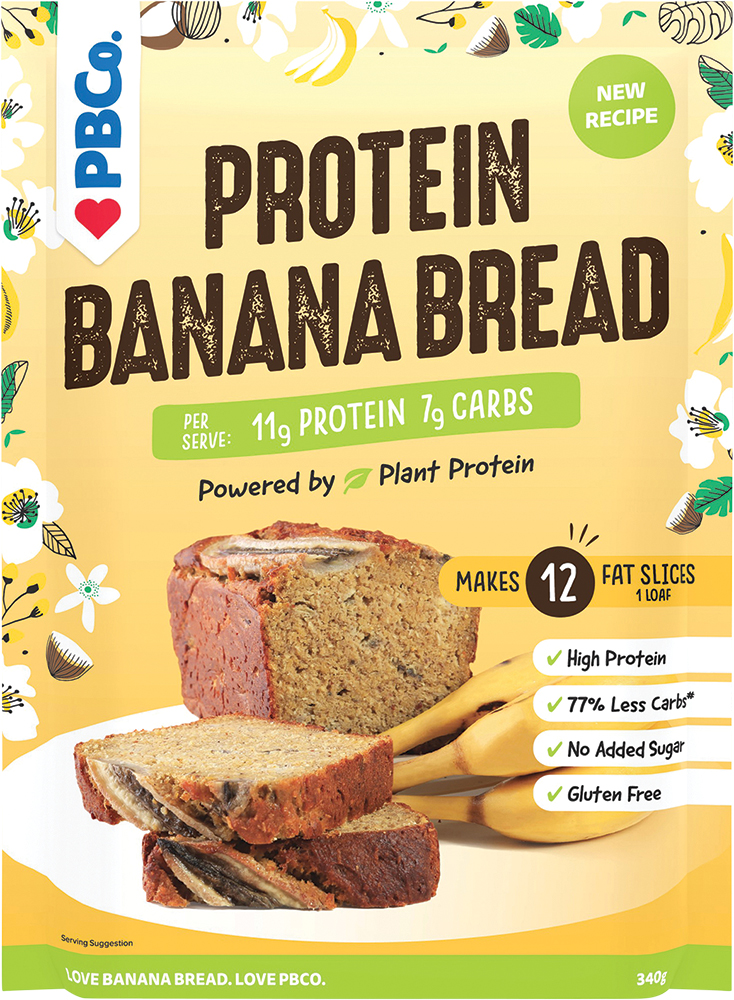 PBCo.
NEW
RECIPE
PROTEIN
BANANA BREAD
PER
SERVE: 11g PROTEIN 7g CARBS
Powered by Plant Protein
MAKES 12 FAT SLICES
1 LOAF
✓ High Protein
✓ 77% Less Carbs#
✓ No Added Sugar
✓ Gluten Free
Serving Suggestion
LOVE BANANA BREAD. LOVE PBCO.
340g